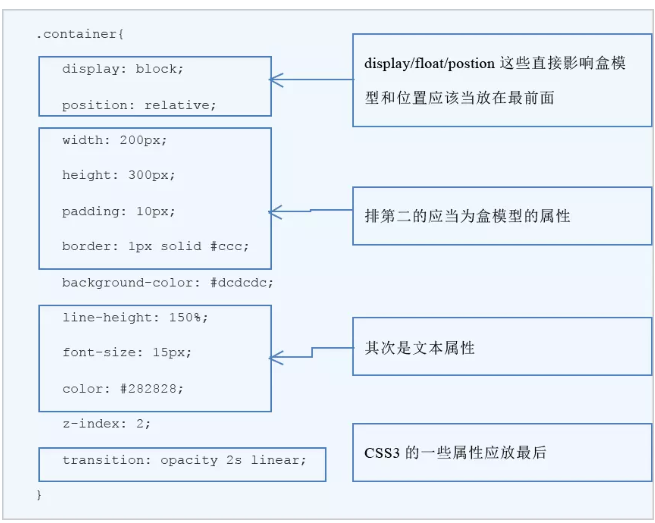 .container{
display: block;
position: relative;
width: 200px;
height: 300px;
padding: 10px;
border: 1px solid #ccc;
background-color: #dcdcdc;
line-height: 150%;
font-size: 15px;
color: #282828;
z-index: 2;
transition: opacity 2s linear;
}
display/float/postion 这些直接影响盒模
型和位置应该当放在最前面
排第二的应当为盒模型的属性
其次是文本属性
CSS3 的一些属性应放最后